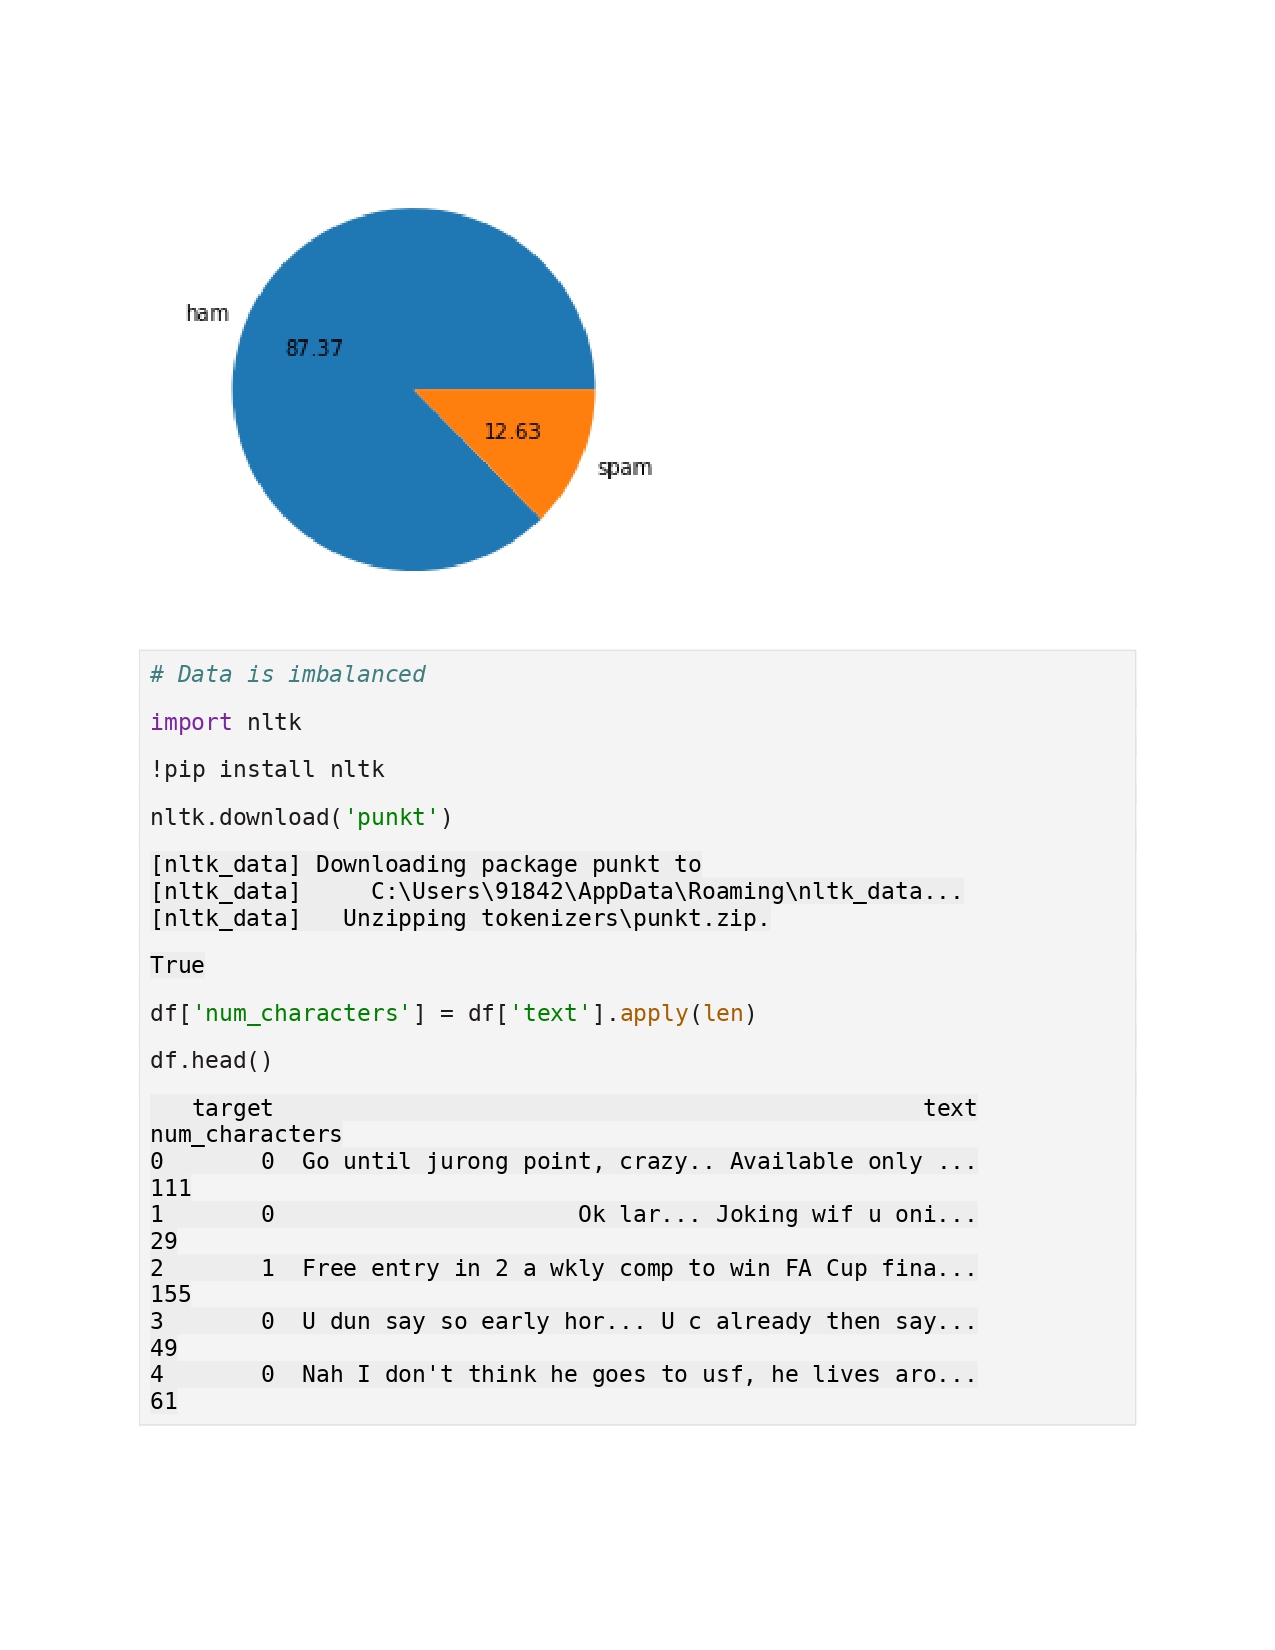 ham
87.37
12.63
spam
# Data is imbalanced
import nltk
!pip install nltk
nltk.download('punkt')
[nltk_data] Downloading package punkt to
[nltk_data]     C:\Users\91842\AppData\Roaming\nltk_data...
[nltk_data]   Unzipping tokenizers\punkt.zip.
True
df['num_characters'] = df['text'].apply(len)
df.head()
   target                                               text
num_characters
0       0  Go until jurong point, crazy.. Available only ...
111
1       0                      Ok lar... Joking wif u oni...
29
2       1  Free entry in 2 a wkly comp to win FA Cup fina...
155
3       0  U dun say so early hor... U c already then say...
49
4       0  Nah I don't think he goes to usf, he lives aro...
61